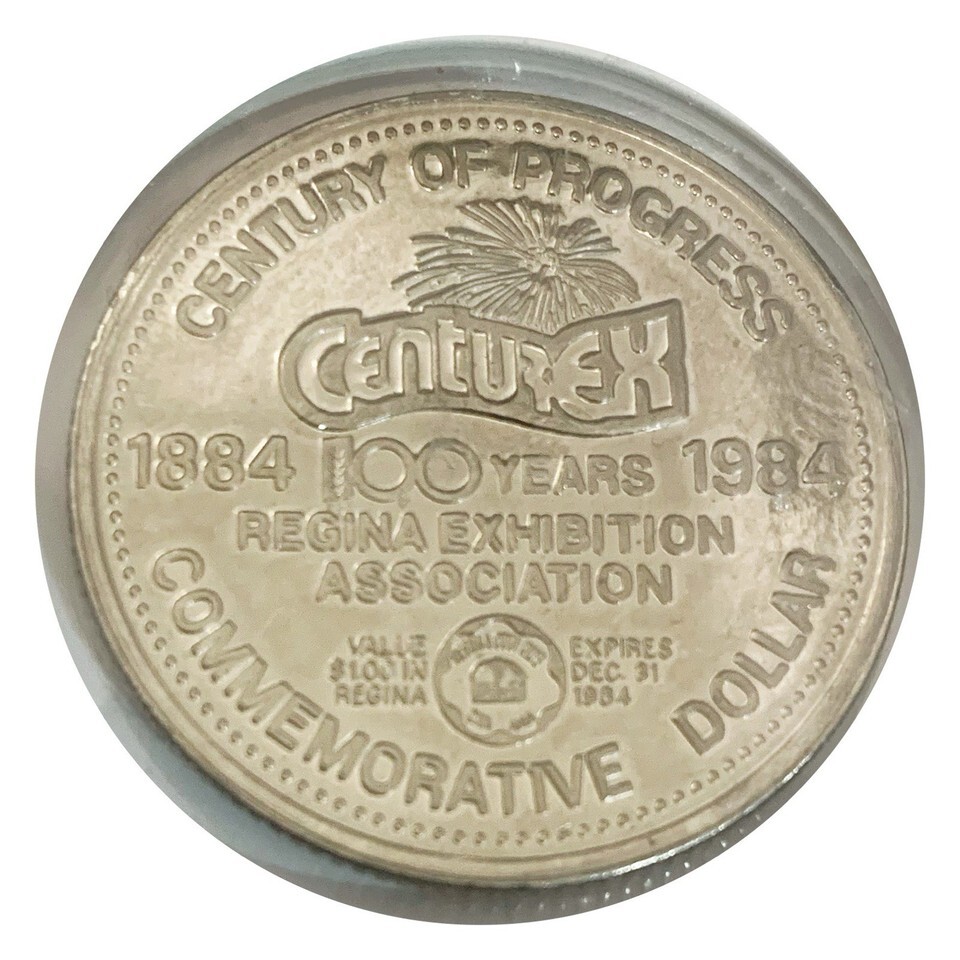 CENTURY OF PROGRESS
CENTUREX
1884 100 YEARS 1984
REGINA EXHIBITION
ASSOCIATION
VALUE
$1.00 IN
REGINA
EXPIRES
DEC. 31
1984
COMMEMORATIVE DOLLAR